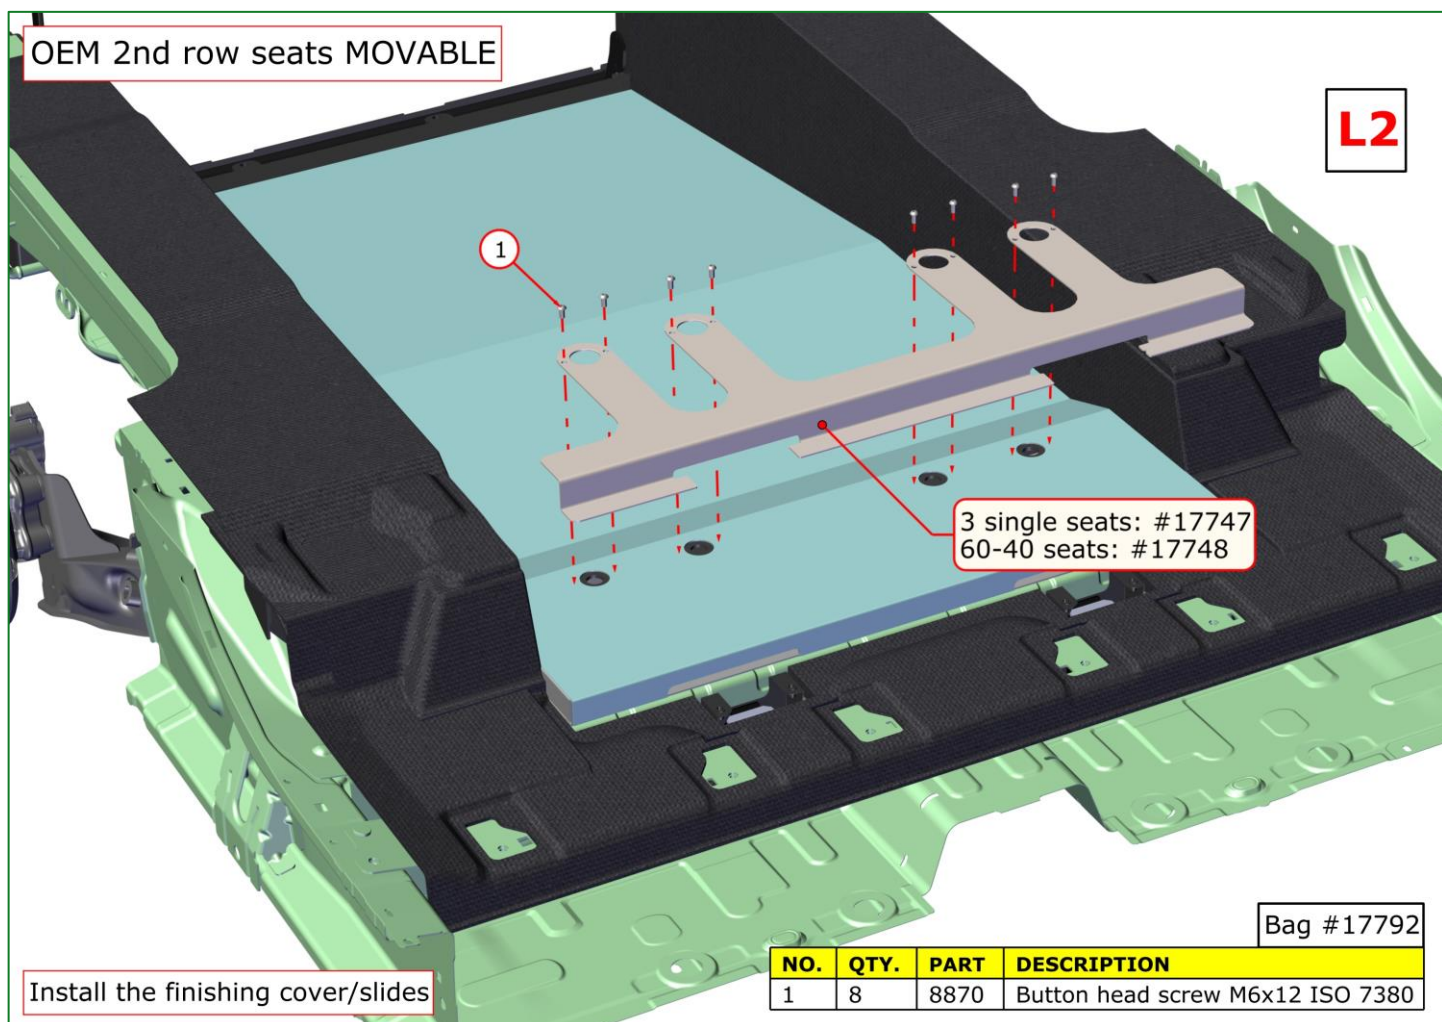 OEM 2nd row seats MOVABLE
L2
1
3 single seats: #17747
60-40 seats: #17748
Bag #17792
NO. QTY. PART DESCRIPTION
1 8 8870 Button head screw M6x12 ISO 7380
Install the finishing cover/slides